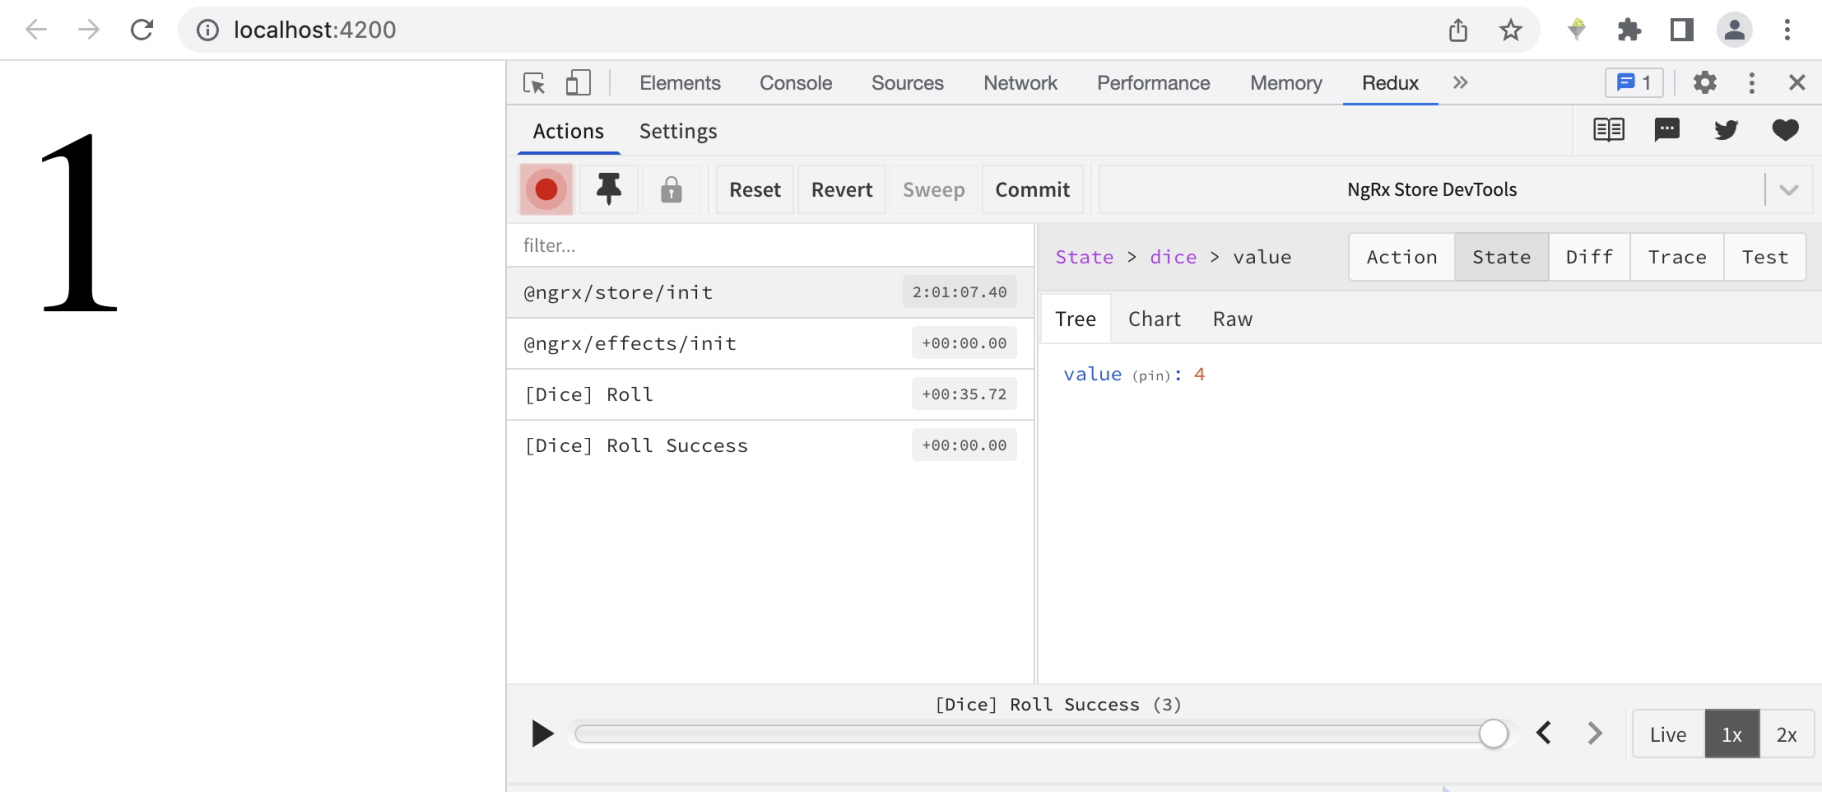 localhost:4200
1
Elements Console Sources Network Performance Memory Redux 1
Actions Settings
Reset Revert Sweep Commit NgRx Store DevTools
filter...
State > dice > value Action State Diff Trace Test
@ngrx/store/init 2:01:07.40
@ngrx/effects/init +00:00.00
[Dice] Roll +00:35.72
[Dice] Roll Success +00:00.00
Tree Chart Raw
value (pin): 4
[Dice] Roll Success (3)
Live 1x 2x